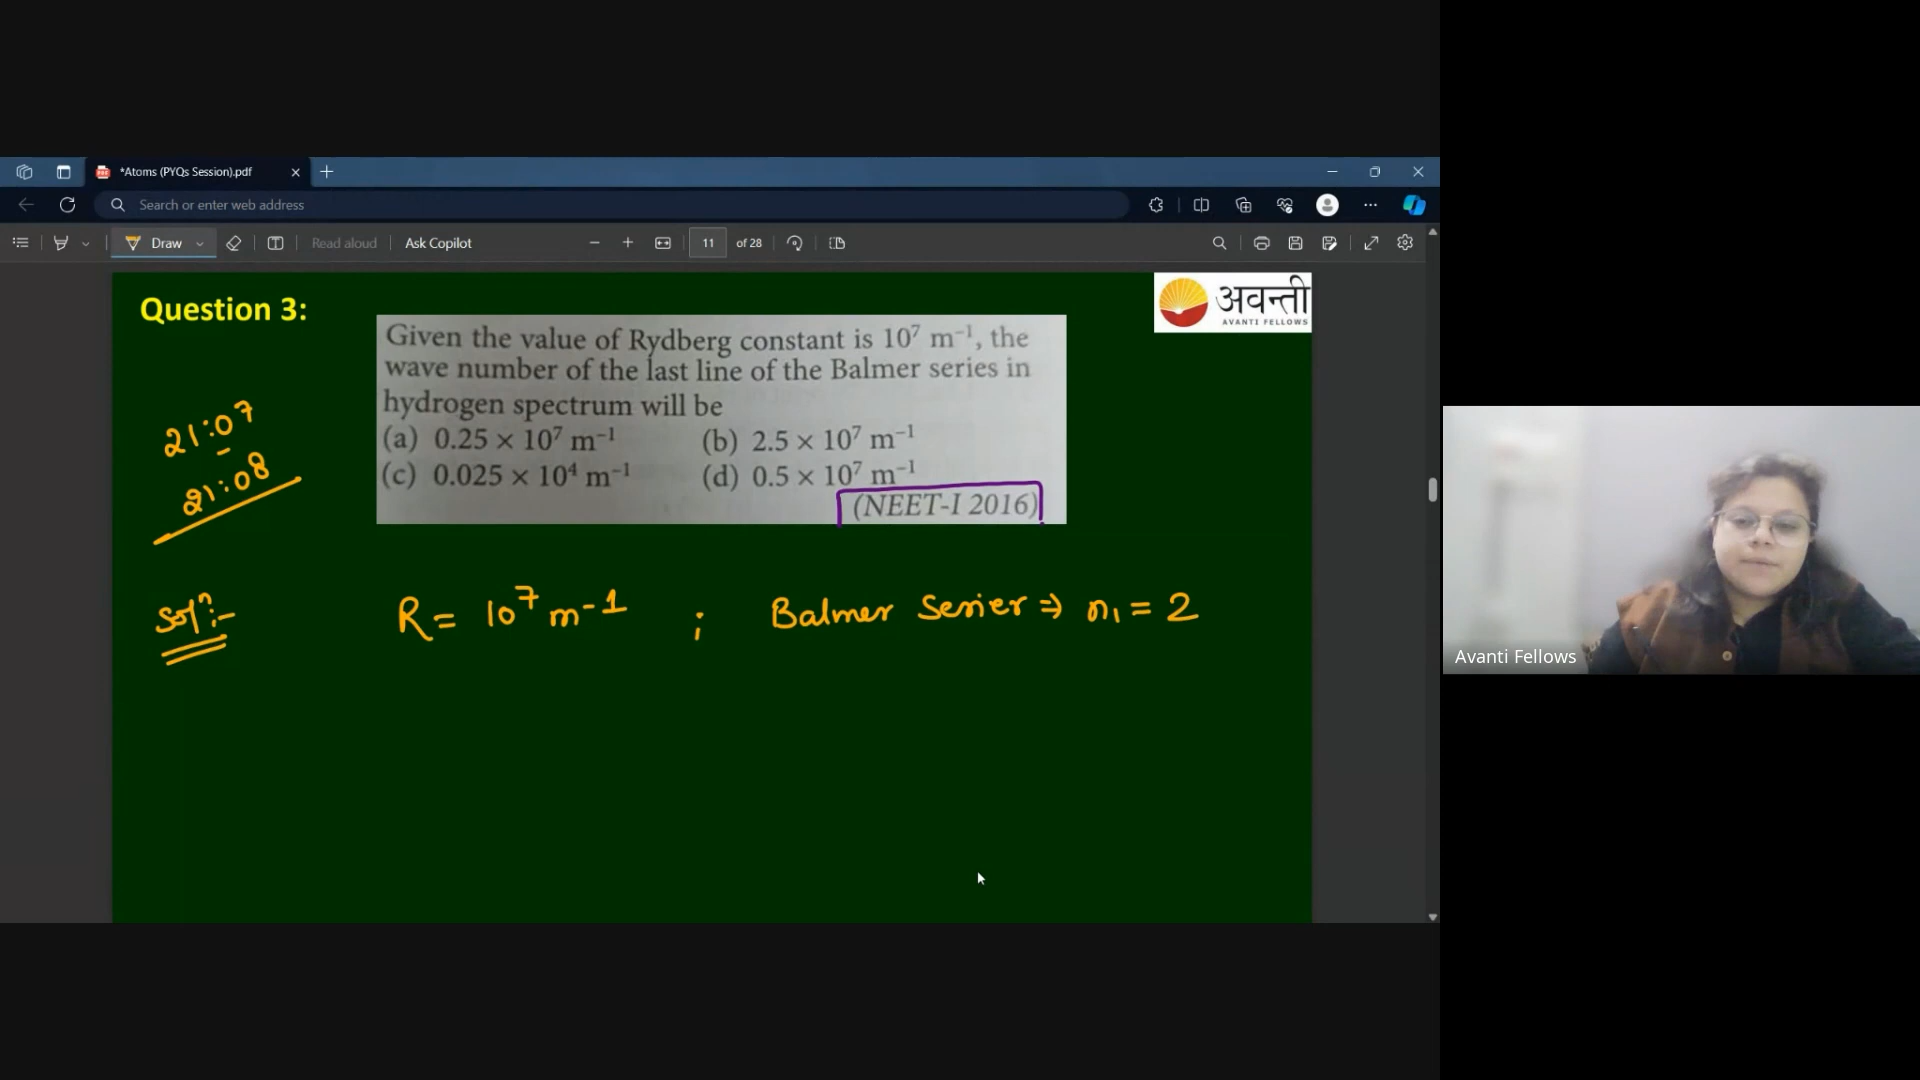 *Atoms (PYQs Session).pdf
Search or enter web address
Draw
Read aloud
Ask Copilot
11 of 28
Question 3:
अवन्ती
AVANTI FELLOWS
Given the value of Rydberg constant is 10⁷ m⁻¹, the
wave number of the last line of the Balmer series in
hydrogen spectrum will be
(a) 0.25 × 10⁷ m⁻¹ (b) 2.5 × 10⁷ m⁻¹
(c) 0.025 × 10⁴ m⁻¹ (d) 0.5 × 10⁷ m⁻¹
(NEET-I 2016)
21:07
21:08
Solⁿ:-
R = 10⁷ m⁻¹ ; Balmer Series ⇒ n₁ = 2
Avanti Fellows